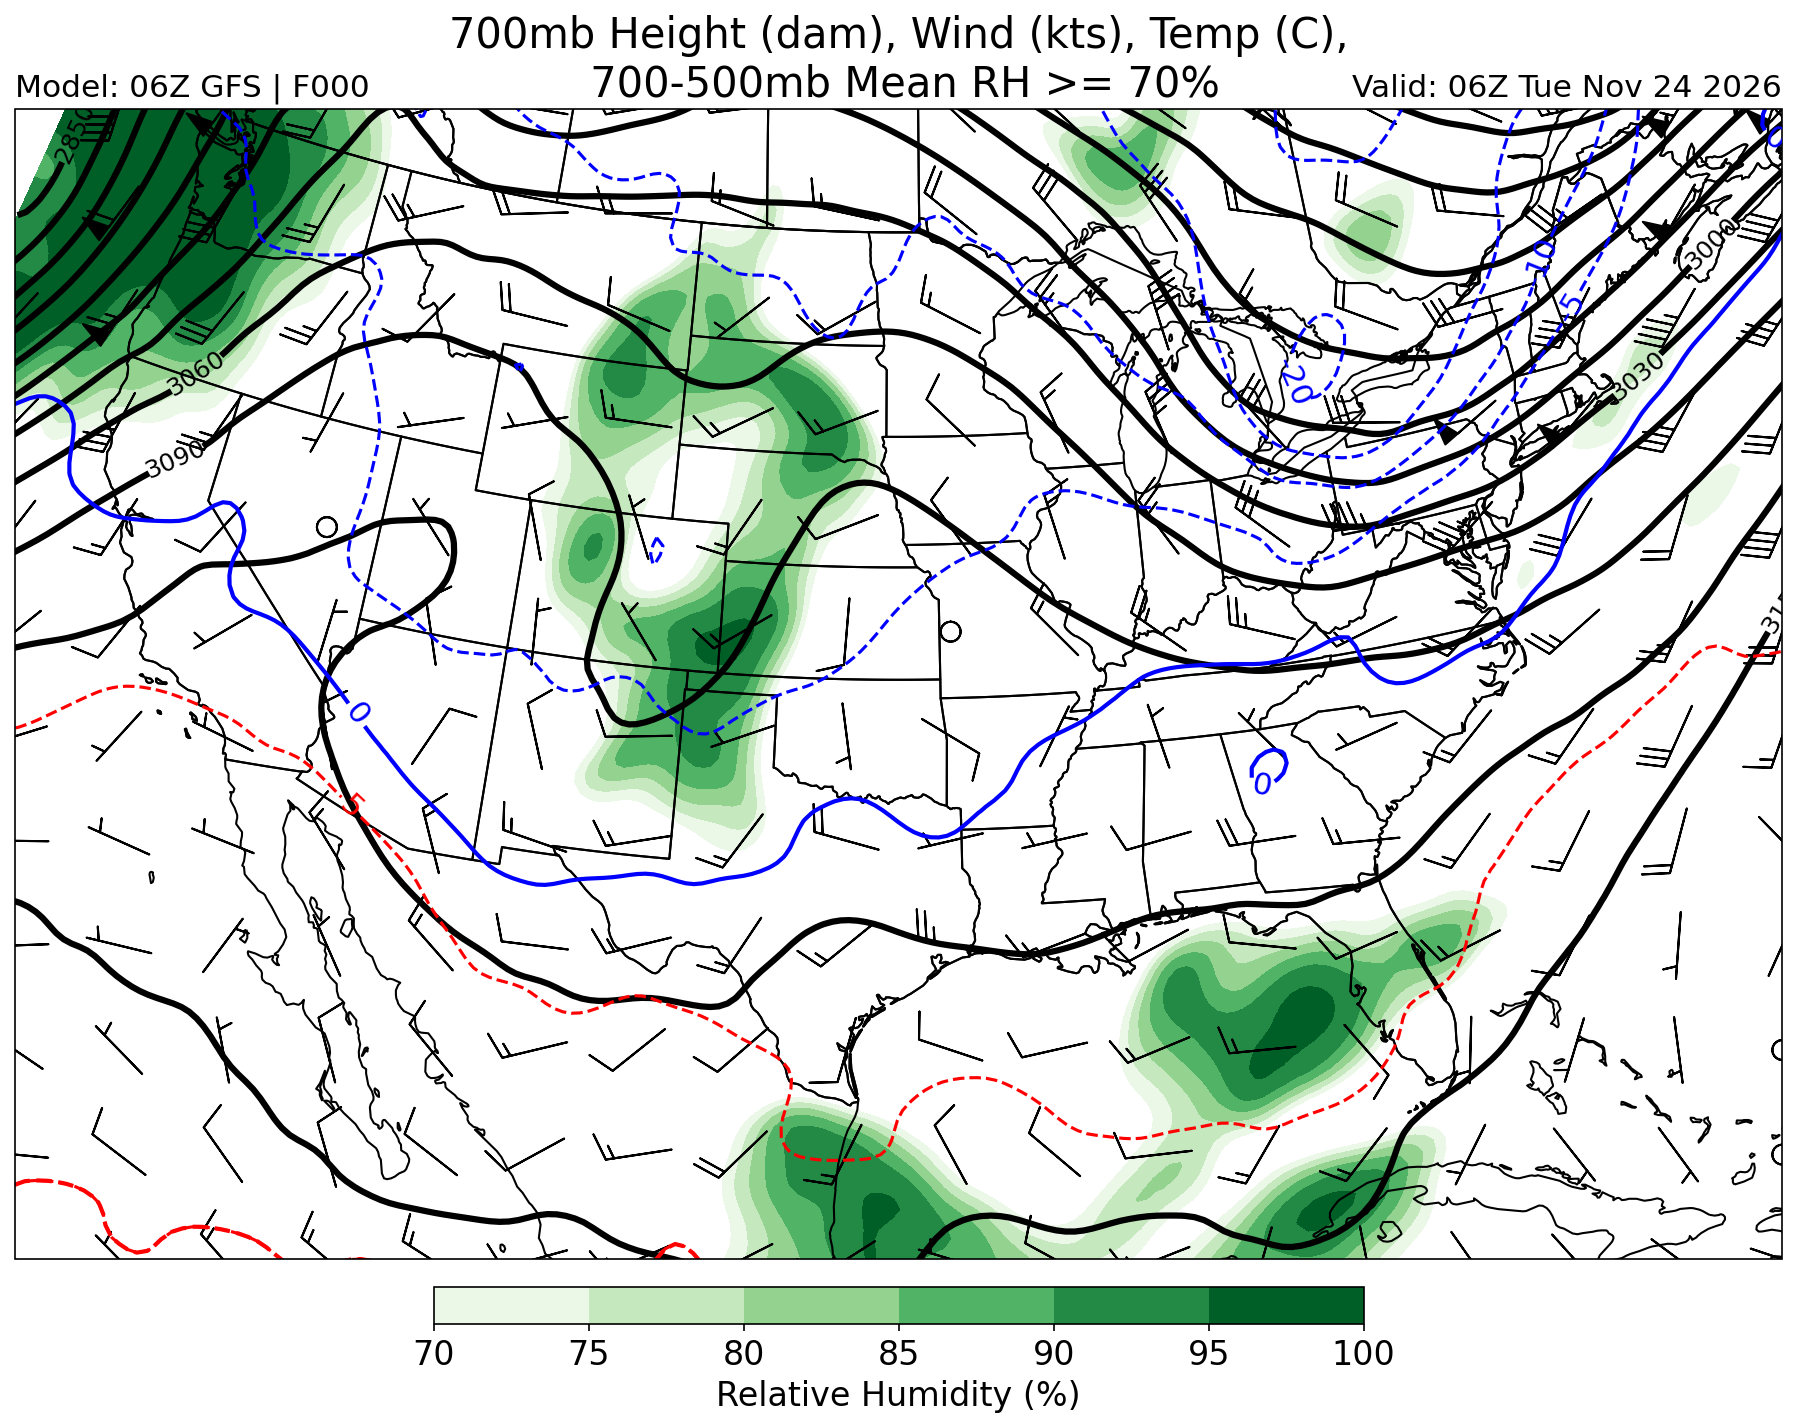 700mb Height (dam), Wind (kts), Temp (C),
700-500mb Mean RH >= 70%
Model: 06Z GFS | F000
Valid: 06Z Tue Nov 24 2026
2850
3000
10
5
3030
3060
20
3090
0
0
5
70 75 80 85 90 95 100
Relative Humidity (%)